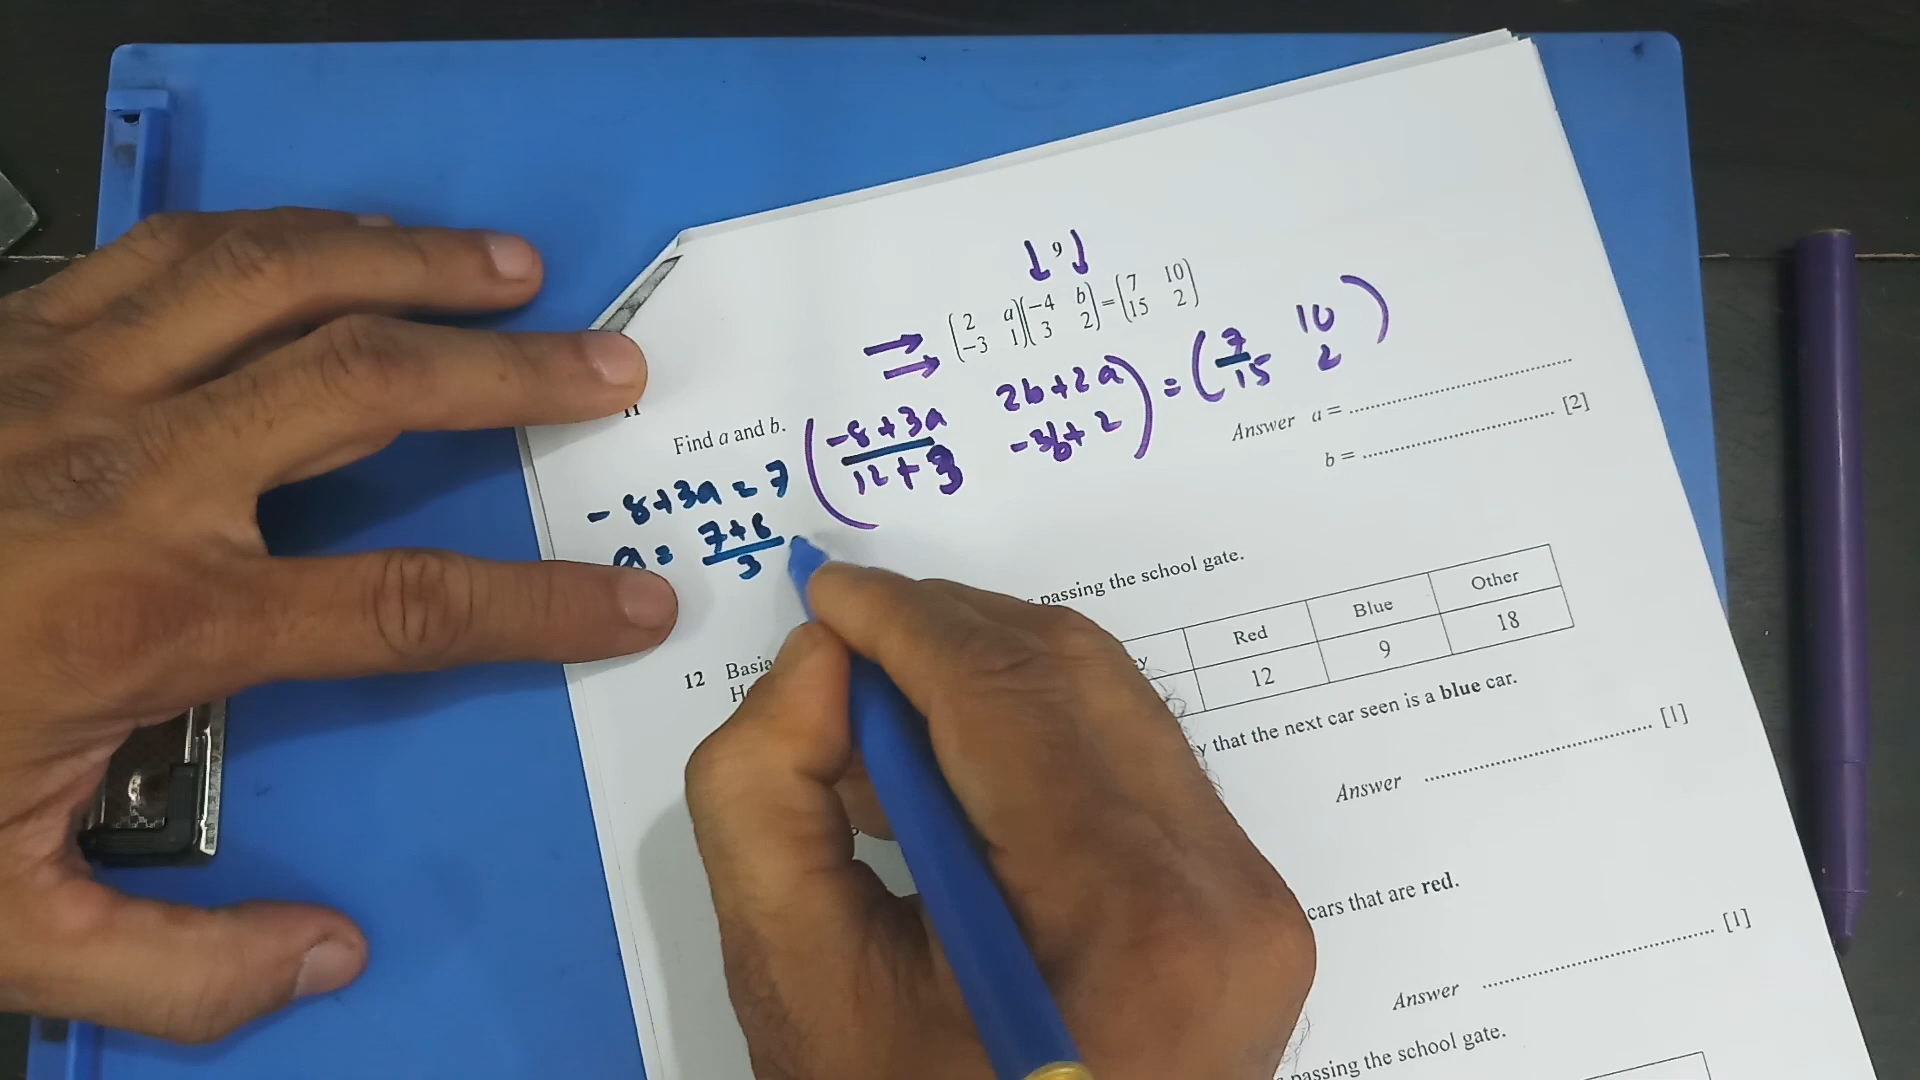 9
11
( 2 a ) ( -4 b ) = ( 7 10 )
( -3 1 ) ( 3 2 ) ( 15 2 )
Find a and b.
( -8+3a 2b+2a ) = ( 7 10 )
( 12+3 -3b+2 ) ( 15 2 )
Answer a = ........................
b = ........................ [2]
-8+3a = 7
a = 7+8
3
12 Basia
passing the school gate.
Red Blue Other
12 9 18
that the next car seen is a blue car.
Answer ........................ [1]
cars that are red.
Answer ........................ [1]
passing the school gate.